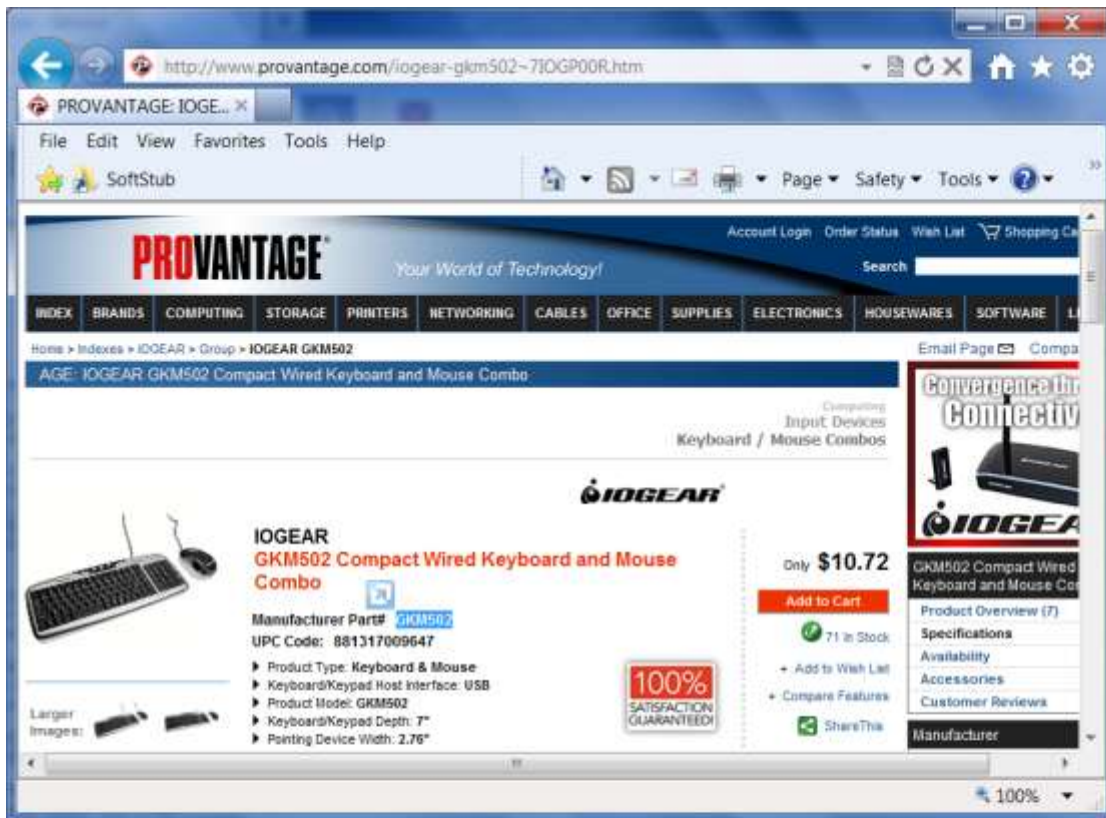 http://www.provantage.com/iogear-gkm502~7IOGP00R.htm
PROVANTAGE: IOGE...
File Edit View Favorites Tools Help
SoftStub
Page Safety Tools
Account Login Order Status Wish List Shopping Ca
PROVANTAGE®
Your World of Technology!
Search
INDEX BRANDS COMPUTING STORAGE PRINTERS NETWORKING CABLES OFFICE SUPPLIES ELECTRONICS HOUSEWARES SOFTWARE LI
Home > Indexes > IOGEAR > Group > IOGEAR GKM502
Email Page Compa
AGE: IOGEAR GKM502 Compact Wired Keyboard and Mouse Combo
Computing
Input Devices
Keyboard / Mouse Combos
Convergence thr
Connectiv
IOGEA
IOGEAR®
IOGEAR
GKM502 Compact Wired Keyboard and Mouse
Combo
Manufacturer Part# GKM502
UPC Code: 881317009647
Product Type: Keyboard & Mouse
Keyboard/Keypad Host Interface: USB
Product Model: GKM502
Keyboard/Keypad Depth: 7"
Pointing Device Width: 2.76"
Larger
Images:
100%
SATISFACTION
GUARANTEED!
Only $10.72
Add to Cart
71 In Stock
+ Add to Wish List
+ Compare Features
ShareThis
GKM502 Compact Wired
Keyboard and Mouse Co
Product Overview (7)
Specifications
Availability
Accessories
Customer Reviews
Manufacturer
100%